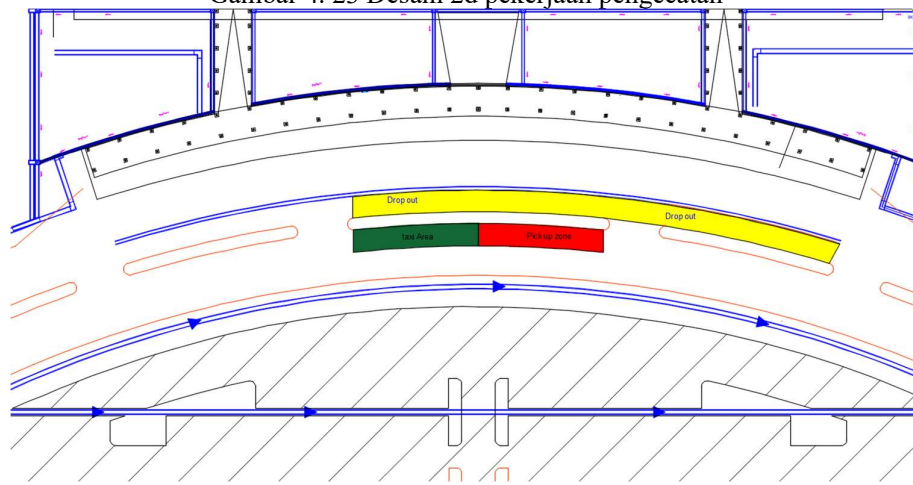 Gambar 4. 25 Desain 2d pekerjaan pengecatan
Drop out
Drop out
taxi Area
Pick up zone